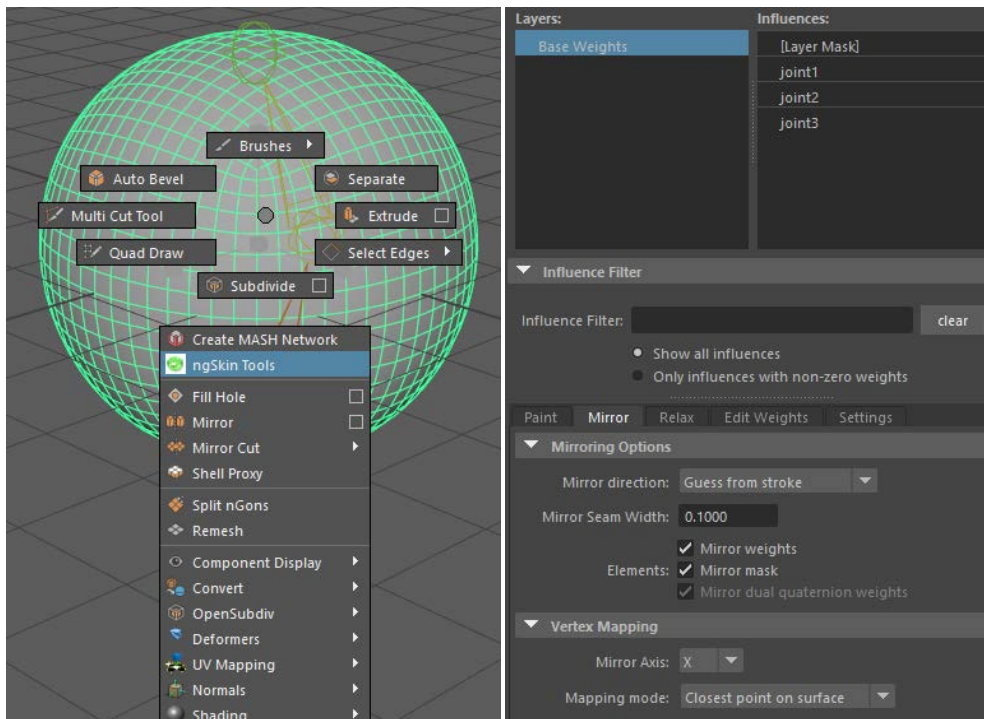 Brushes
Auto Bevel
Separate
Multi Cut Tool
Extrude
Quad Draw
Select Edges
Subdivide
Create MASH Network
ngSkin Tools
Fill Hole
Mirror
Mirror Cut
Shell Proxy
Split nGons
Remesh
Component Display
Convert
OpenSubdiv
Deformers
UV Mapping
Normals
Shading
Layers:
Base Weights
Influences:
[Layer Mask]
joint1
joint2
joint3
Influence Filter
Influence Filter:
clear
Show all influences
Only influences with non-zero weights
Paint Mirror Relax Edit Weights Settings
Mirroring Options
Mirror direction: Guess from stroke
Mirror Seam Width: 0.1000
Mirror weights
Elements: Mirror mask
Mirror dual quaternion weights
Vertex Mapping
Mirror Axis: X
Mapping mode: Closest point on surface